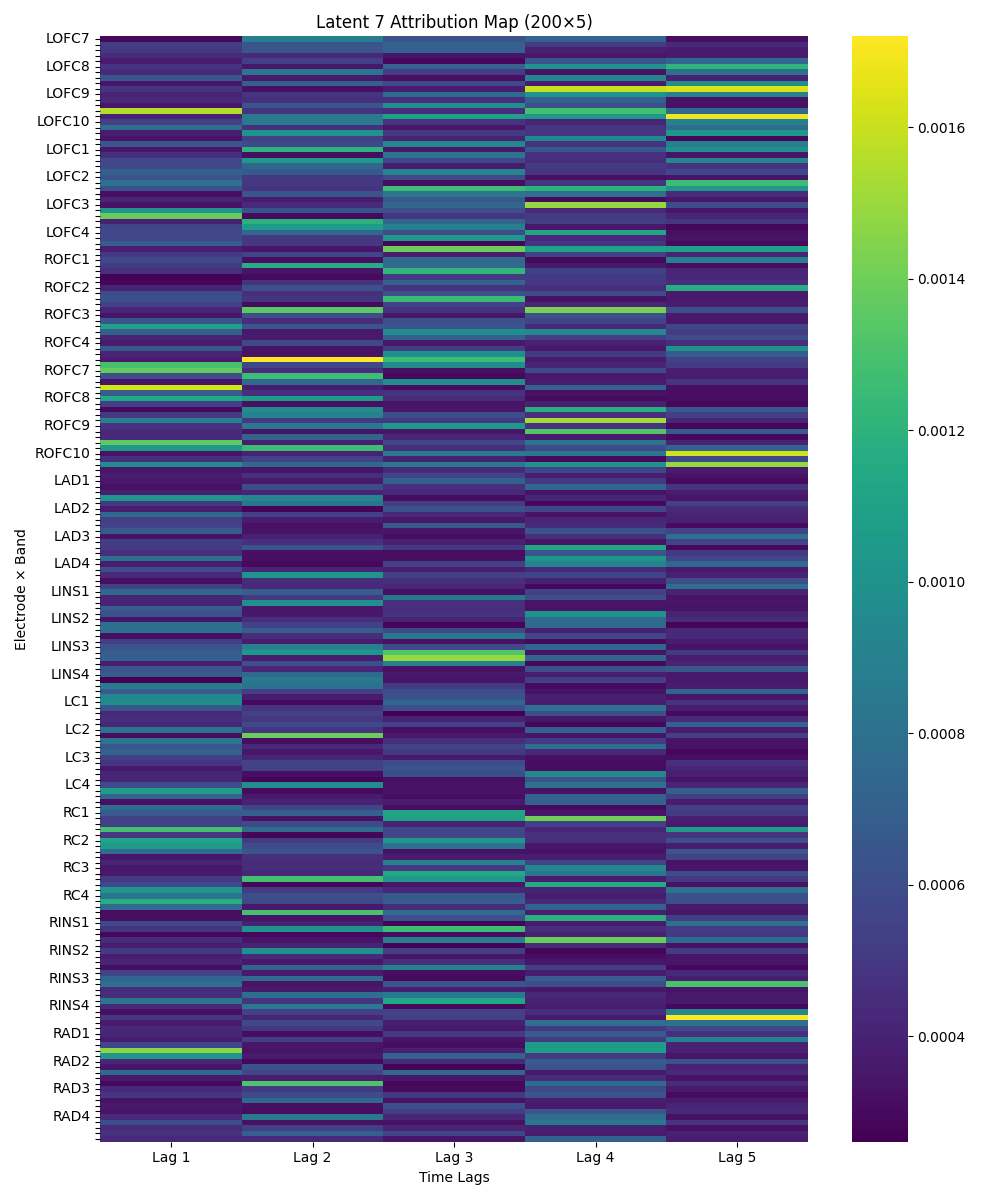 Latent 7 Attribution Map (200×5)
LOFC7
LOFC8
LOFC9
LOFC10
LOFC1
LOFC2
LOFC3
LOFC4
ROFC1
ROFC2
ROFC3
ROFC4
ROFC7
ROFC8
ROFC9
ROFC10
LAD1
LAD2
LAD3
LAD4
LINS1
LINS2
LINS3
LINS4
LC1
LC2
LC3
LC4
RC1
RC2
RC3
RC4
RINS1
RINS2
RINS3
RINS4
RAD1
RAD2
RAD3
RAD4
Electrode × Band
Lag 1
Lag 2
Lag 3
Lag 4
Lag 5
Time Lags
0.0016
0.0014
0.0012
0.0010
0.0008
0.0006
0.0004